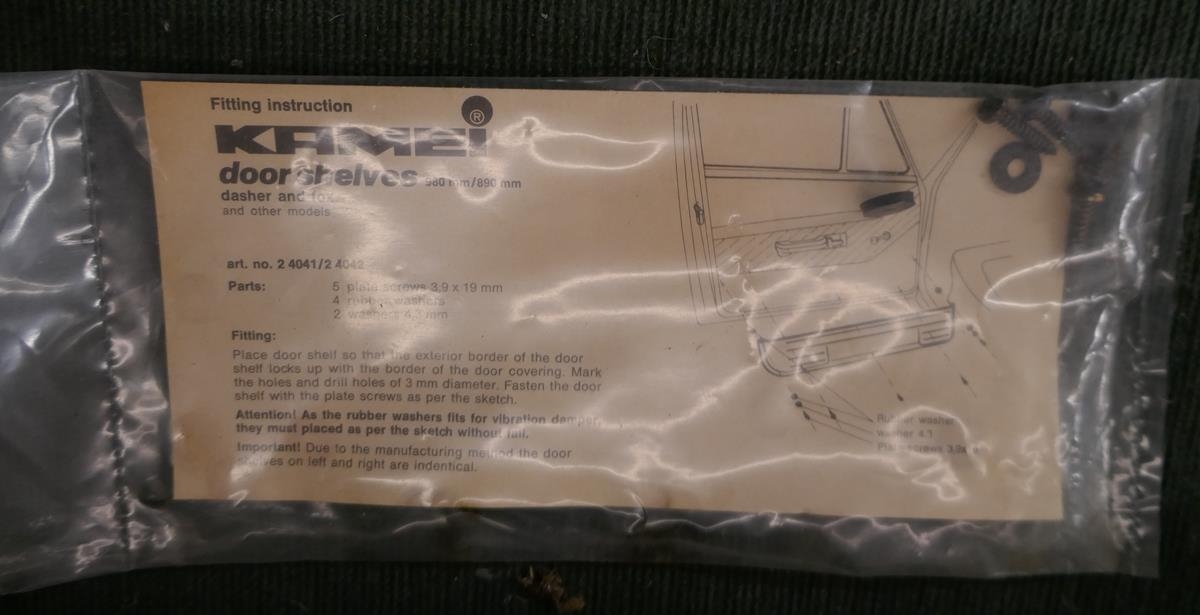 Fitting instruction
KAMEI ®
door shelves 980 mm/890 mm
dasher and fox
and other models
art. no. 2 4041/2 4042
Parts: 5 plate screws 3,9 x 19 mm
4 rubber washers
2 washers 4,3 mm
Fitting:
Place door shelf so that the exterior border of the door
shelf locks up with the border of the door covering. Mark
the holes and drill holes of 3 mm diameter. Fasten the door
shelf with the plate screws as per the sketch.
Attention! As the rubber washers fits for vibration damper,
they must placed as per the sketch without fail.
Important! Due to the manufacturing method the door
shelves on left and right are indentical.
Rubber washer
washer 4.1
Plate screws